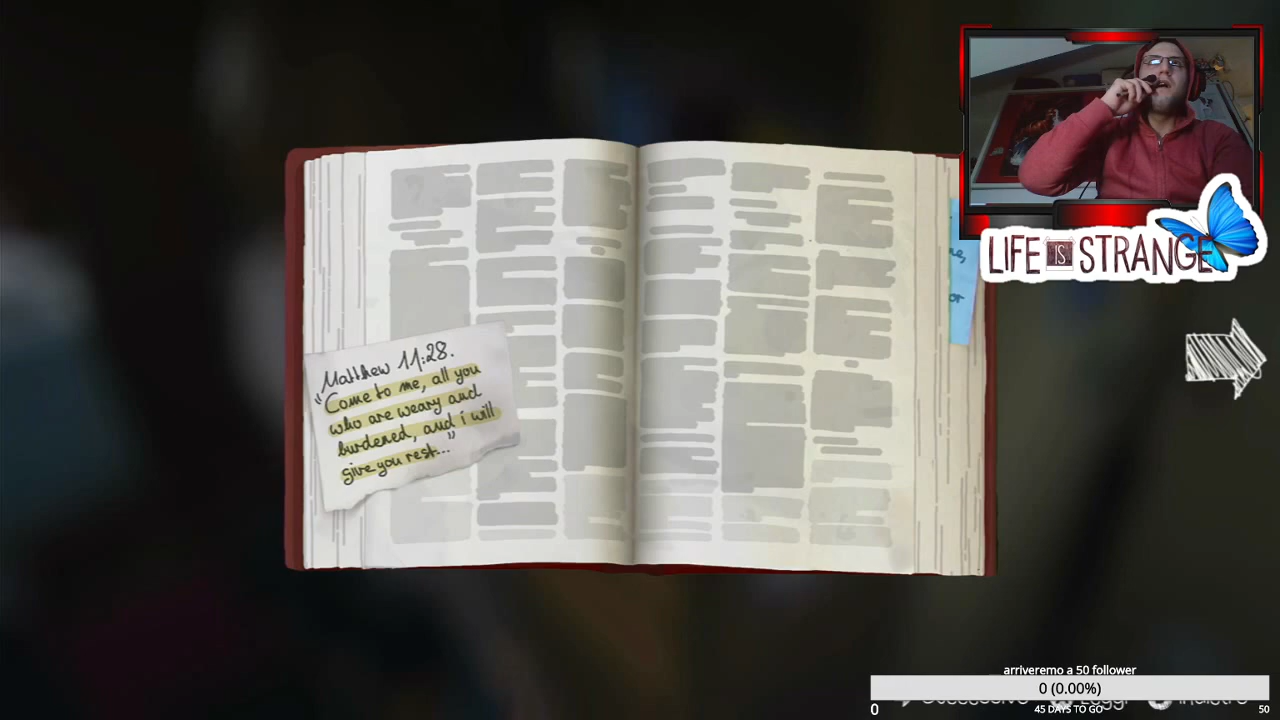 Matthew 11:28.
"Come to me, all you
who are weary and
burdened, and i will
give you rest..."
LIFE IS STRANGE
arriveremo a 50 follower
0 (0.00%)
0 45 DAYS TO GO 50